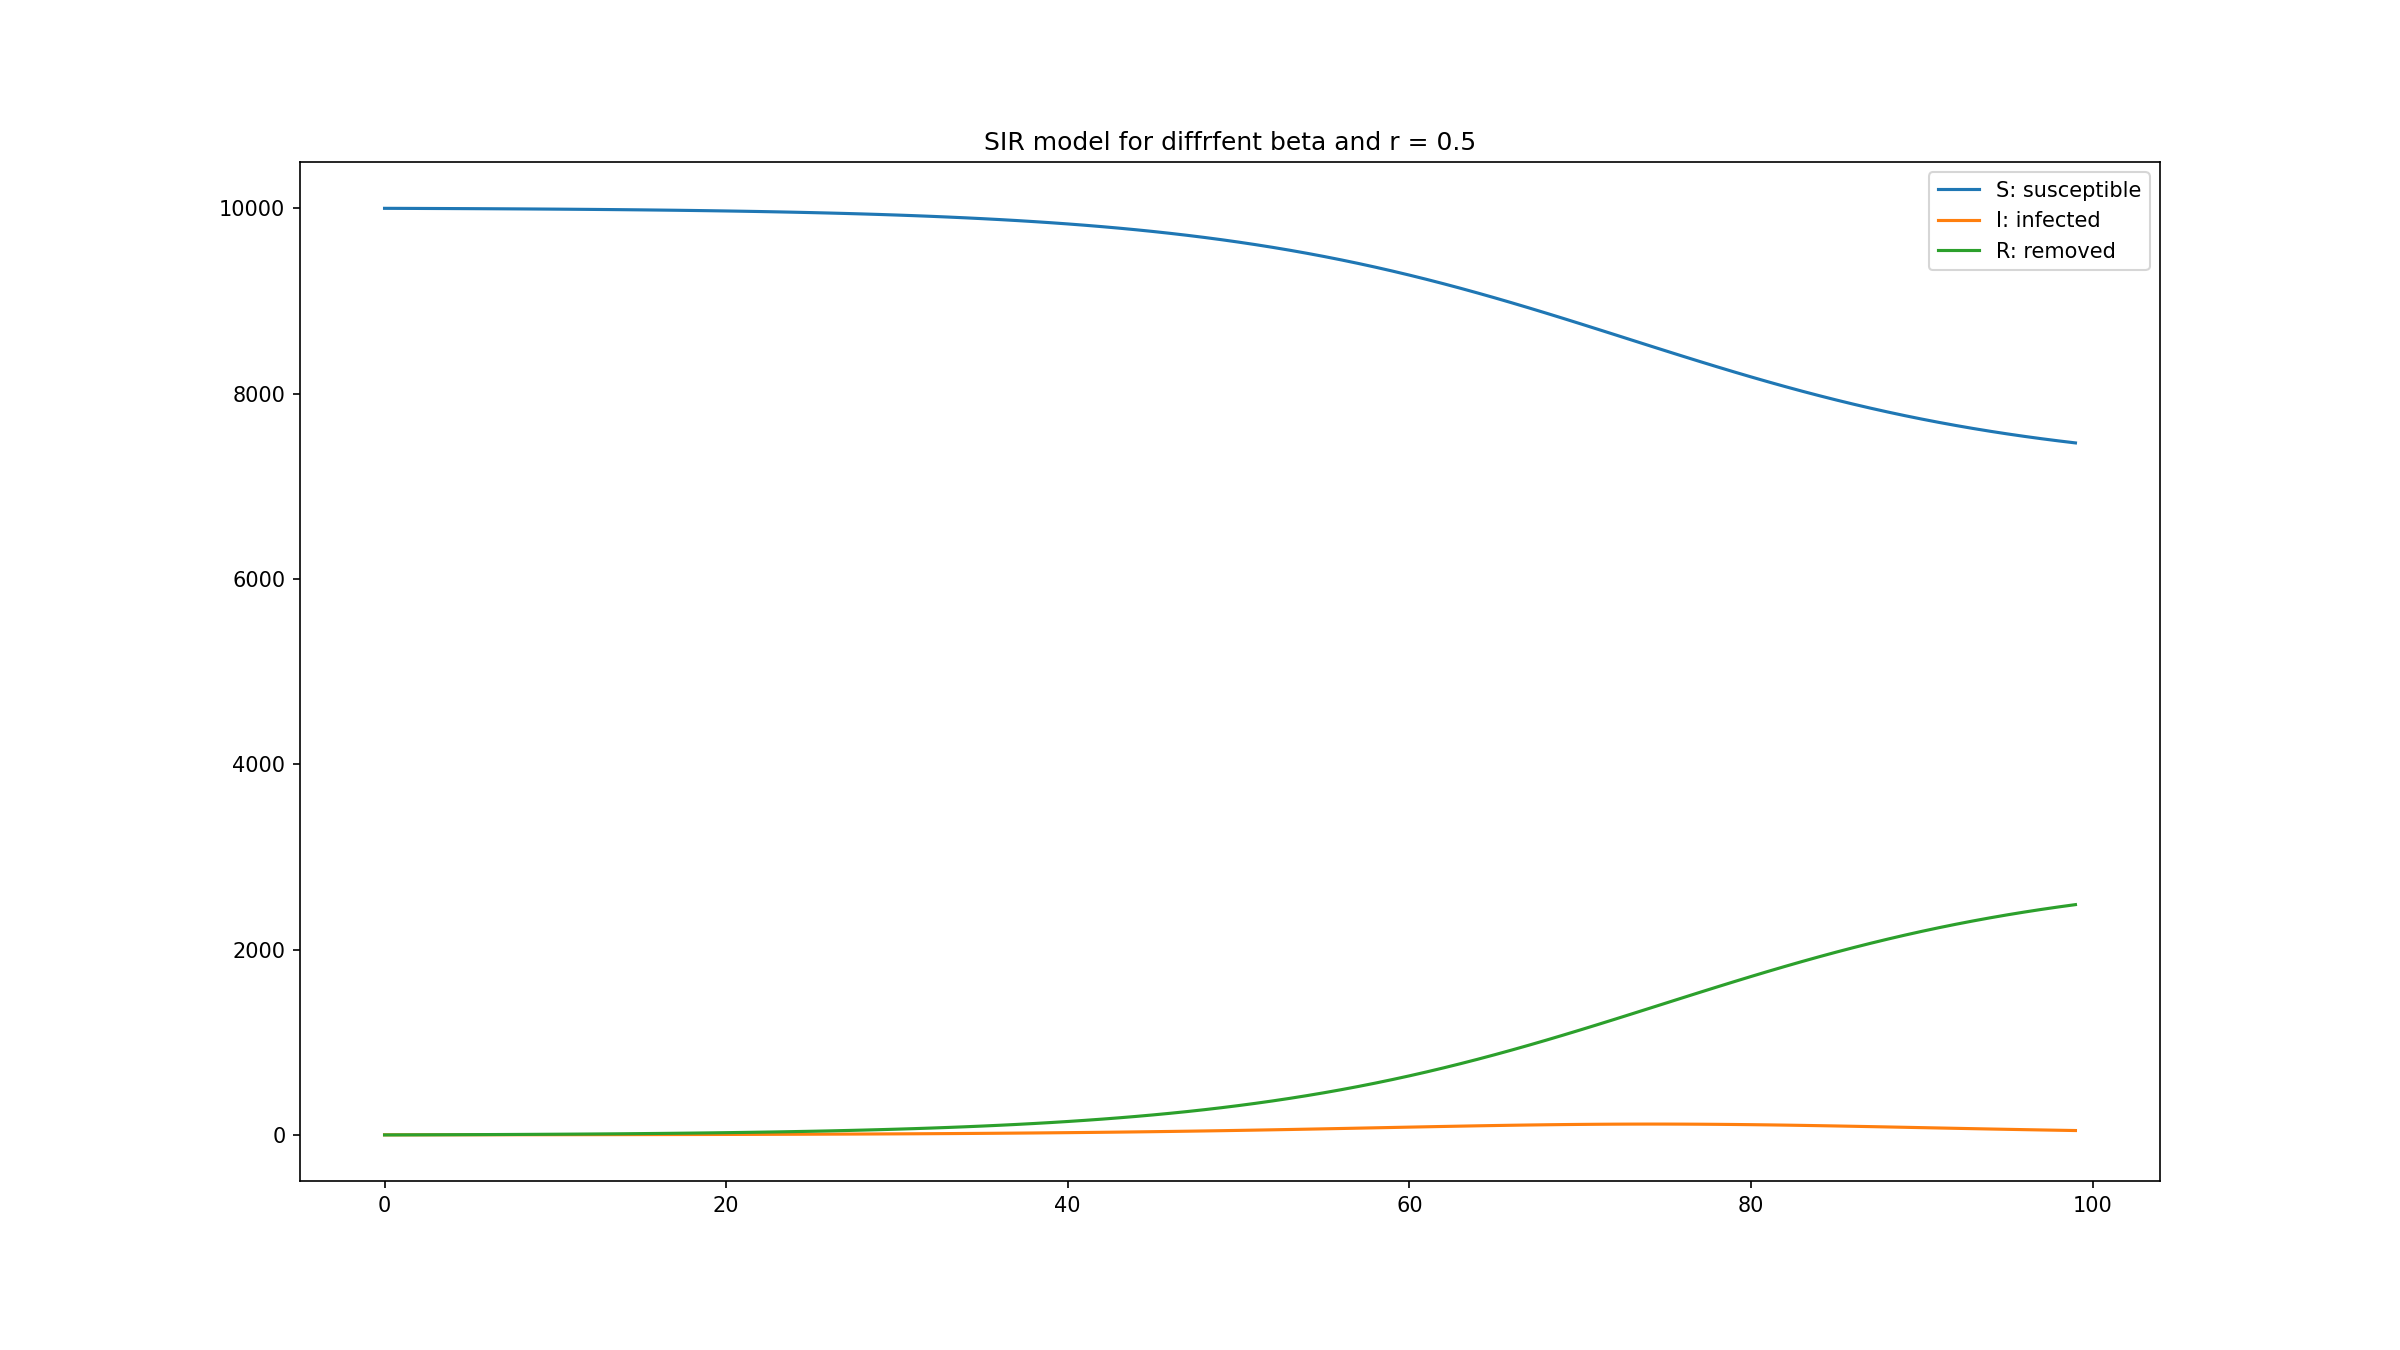 SIR model for diffrfent beta and r = 0.5
S: susceptible
I: infected
R: removed
10000
8000
6000
4000
2000
0
0 20 40 60 80 100